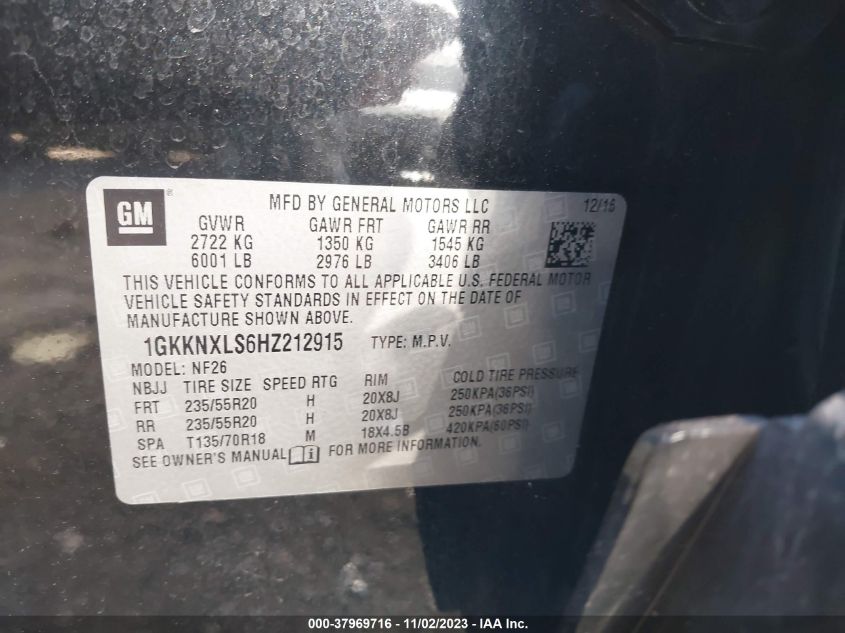 GM ®
MFD BY GENERAL MOTORS LLC 12/16
GVWR GAWR FRT GAWR RR
2722 KG 1350 KG 1545 KG
6001 LB 2976 LB 3406 LB
THIS VEHICLE CONFORMS TO ALL APPLICABLE U.S. FEDERAL MOTOR
VEHICLE SAFETY STANDARDS IN EFFECT ON THE DATE OF
MANUFACTURE SHOWN ABOVE.
1GKKNXLS6HZ212915 TYPE: M.P.V.
MODEL: NF26
NBJJ TIRE SIZE SPEED RTG RIM COLD TIRE PRESSURE
FRT 235/55R20 H 20X8J 250KPA(36PSI)
RR 235/55R20 H 20X8J 250KPA(36PSI)
SPA T135/70R18 M 18X4.5B 420KPA(60PSI)
SEE OWNER'S MANUAL i FOR MORE INFORMATION.
000-37969716 - 11/02/2023 - IAA Inc.